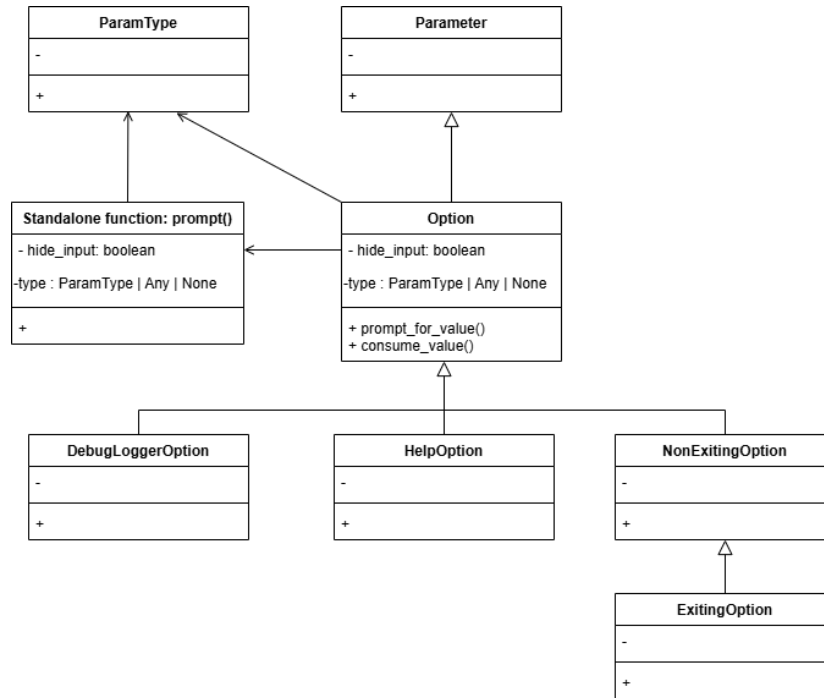 ParamType
-
+
Parameter
-
+
Standalone function: prompt()
- hide_input: boolean
-type : ParamType | Any | None
+
Option
- hide_input: boolean
-type : ParamType | Any | None
+ prompt_for_value()
+ consume_value()
DebugLoggerOption
-
+
HelpOption
-
+
NonExitingOption
-
+
ExitingOption
-
+